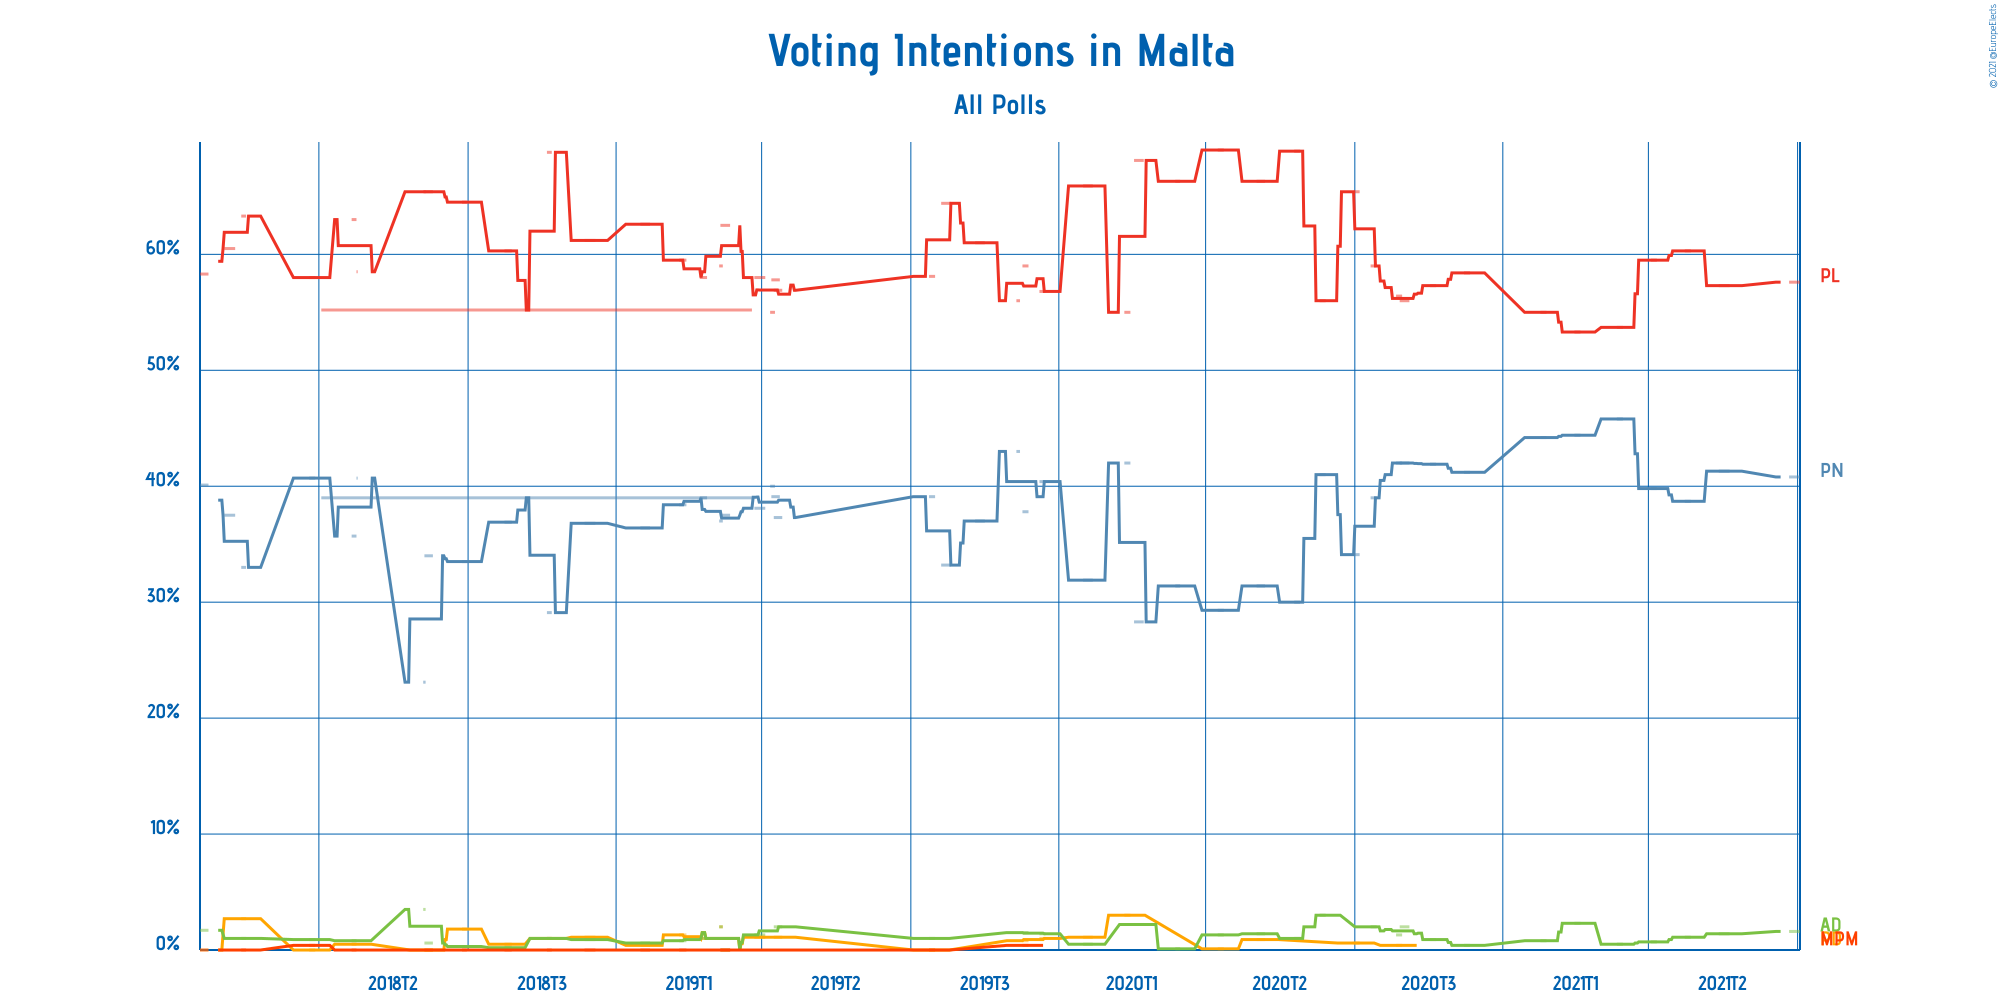 Voting Intentions in Malta
All Polls
© 2021 @EuropeElects
60%
50%
40%
30%
20%
10%
0%
PL
PN
AD
MPM
2018T2
2018T3
2019T1
2019T2
2019T3
2020T1
2020T2
2020T3
2021T1
2021T2